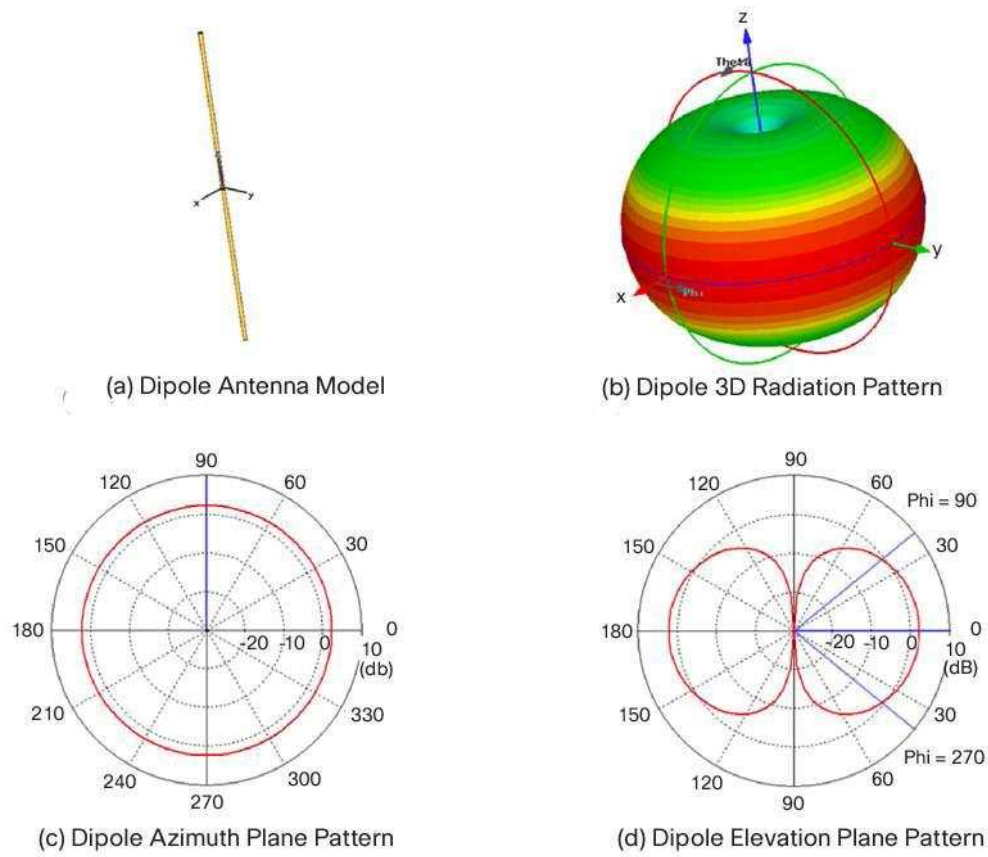 x
y
(a) Dipole Antenna Model
z
Theta
x
Phi
y
(b) Dipole 3D Radiation Pattern
90
120
60
150
30
180
-20 -10 0 10
0
(db)
210
330
240
300
270
(c) Dipole Azimuth Plane Pattern
90
120
60
Phi = 90
150
30
180
-20 -10 0 10
0
(dB)
150
30
120
60
Phi = 270
90
(d) Dipole Elevation Plane Pattern